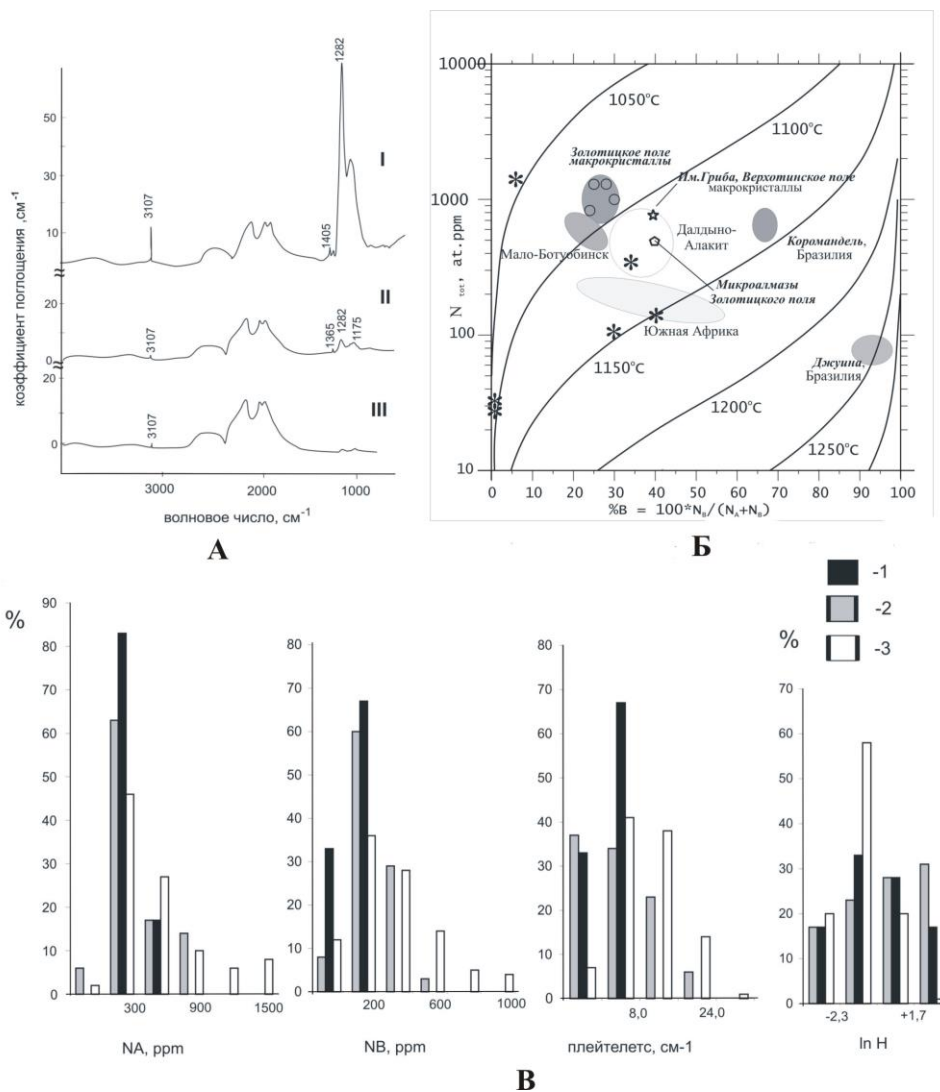 1282
50
30
10
0
коэффициент поглощения ,см⁻¹
I
3107
1405
20
0
II
3107
1365
1282
1175
20
0
III
3107
3000
2000
1000
волновое число, см⁻¹
А
10000
1000
100
10
N tot, at.ppm
1050°C
1100°C
Золотицкое поле
макрокристаллы
Им.Гриба, Верхотинское поле
макрокристаллы
Мало-Ботуобинск
Далдыно-
Алакит
Коромандель,
Бразилия
Микроалмазы
Золотицкого поля
Южная Африка
1150°C
Джуина,
Бразилия
1200°C
1250°C
0 10 20 30 40 50 60 70 80 90 100
%B = 100*N_B/(N_A+N_B)
Б
-1
-2
-3
%
90
80
70
60
50
40
30
20
10
0
300 900 1500
NA, ppm
80
70
60
50
40
30
20
10
0
200 600 1000
NB, ppm
80
70
60
50
40
30
20
10
0
8,0 24,0
плейтелетс, см-1
%
70
60
50
40
30
20
10
0
-2,3 +1,7
ln H
В